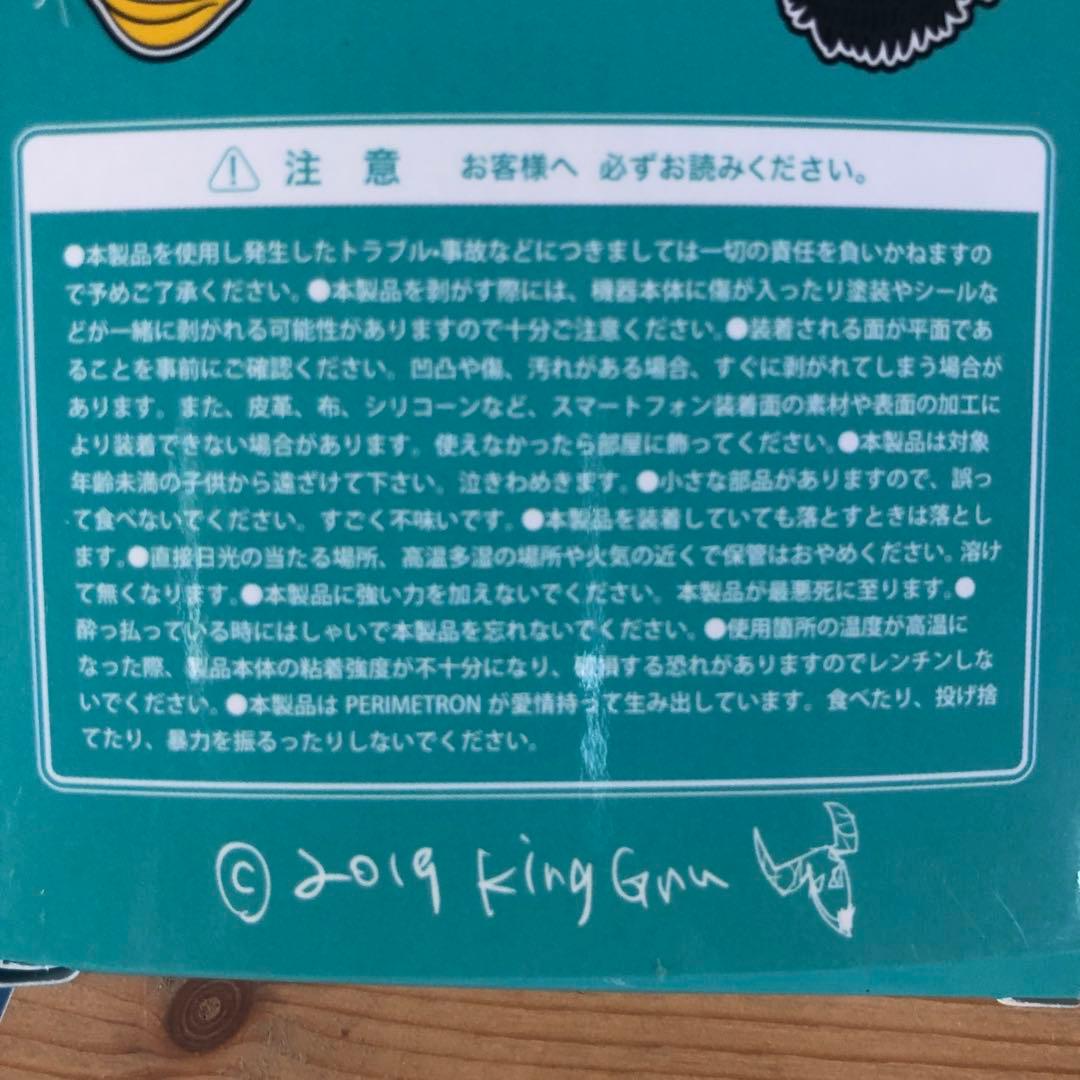 注 意 お客様へ 必ずお読みください。
●本製品を使用し発生したトラブル・事故などにつきましては一切の責任を負いかねますの
で予めご了承ください。●本製品を剥がす際には、機器本体に傷が入ったり塗装やシールな
どが一緒に剥がれる可能性がありますので十分ご注意ください。●装着される面が平面であ
ることを事前にご確認ください。凹凸や傷、汚れがある場合、すぐに剥がれてしまう場合が
あります。また、皮革、布、シリコーンなど、スマートフォン装着面の素材や表面の加工に
より装着できない場合があります。使えなかったら部屋に飾ってください。●本製品は対象
年齢未満の子供から遠ざけて下さい。泣きわめきます。●小さな部品がありますので、誤っ
て食べないでください。すごく不味いです。●本製品を装着していても落とすときは落とし
ます。●直接日光の当たる場所、高温多湿の場所や火気の近くで保管はおやめください。溶け
て無くなります。●本製品に強い力を加えないでください。本製品が最悪死に至ります。●
酔っ払っている時にはしゃいで本製品を忘れないでください。●使用箇所の温度が高温に
なった際、製品本体の粘着強度が不十分になり、破損する恐れがありますのでレンチンしな
いでください。●本製品は PERIMETRON が愛情持って生み出しています。食べたり、投げ捨
てたり、暴力を振るったりしないでください。
©2019 King Gnu